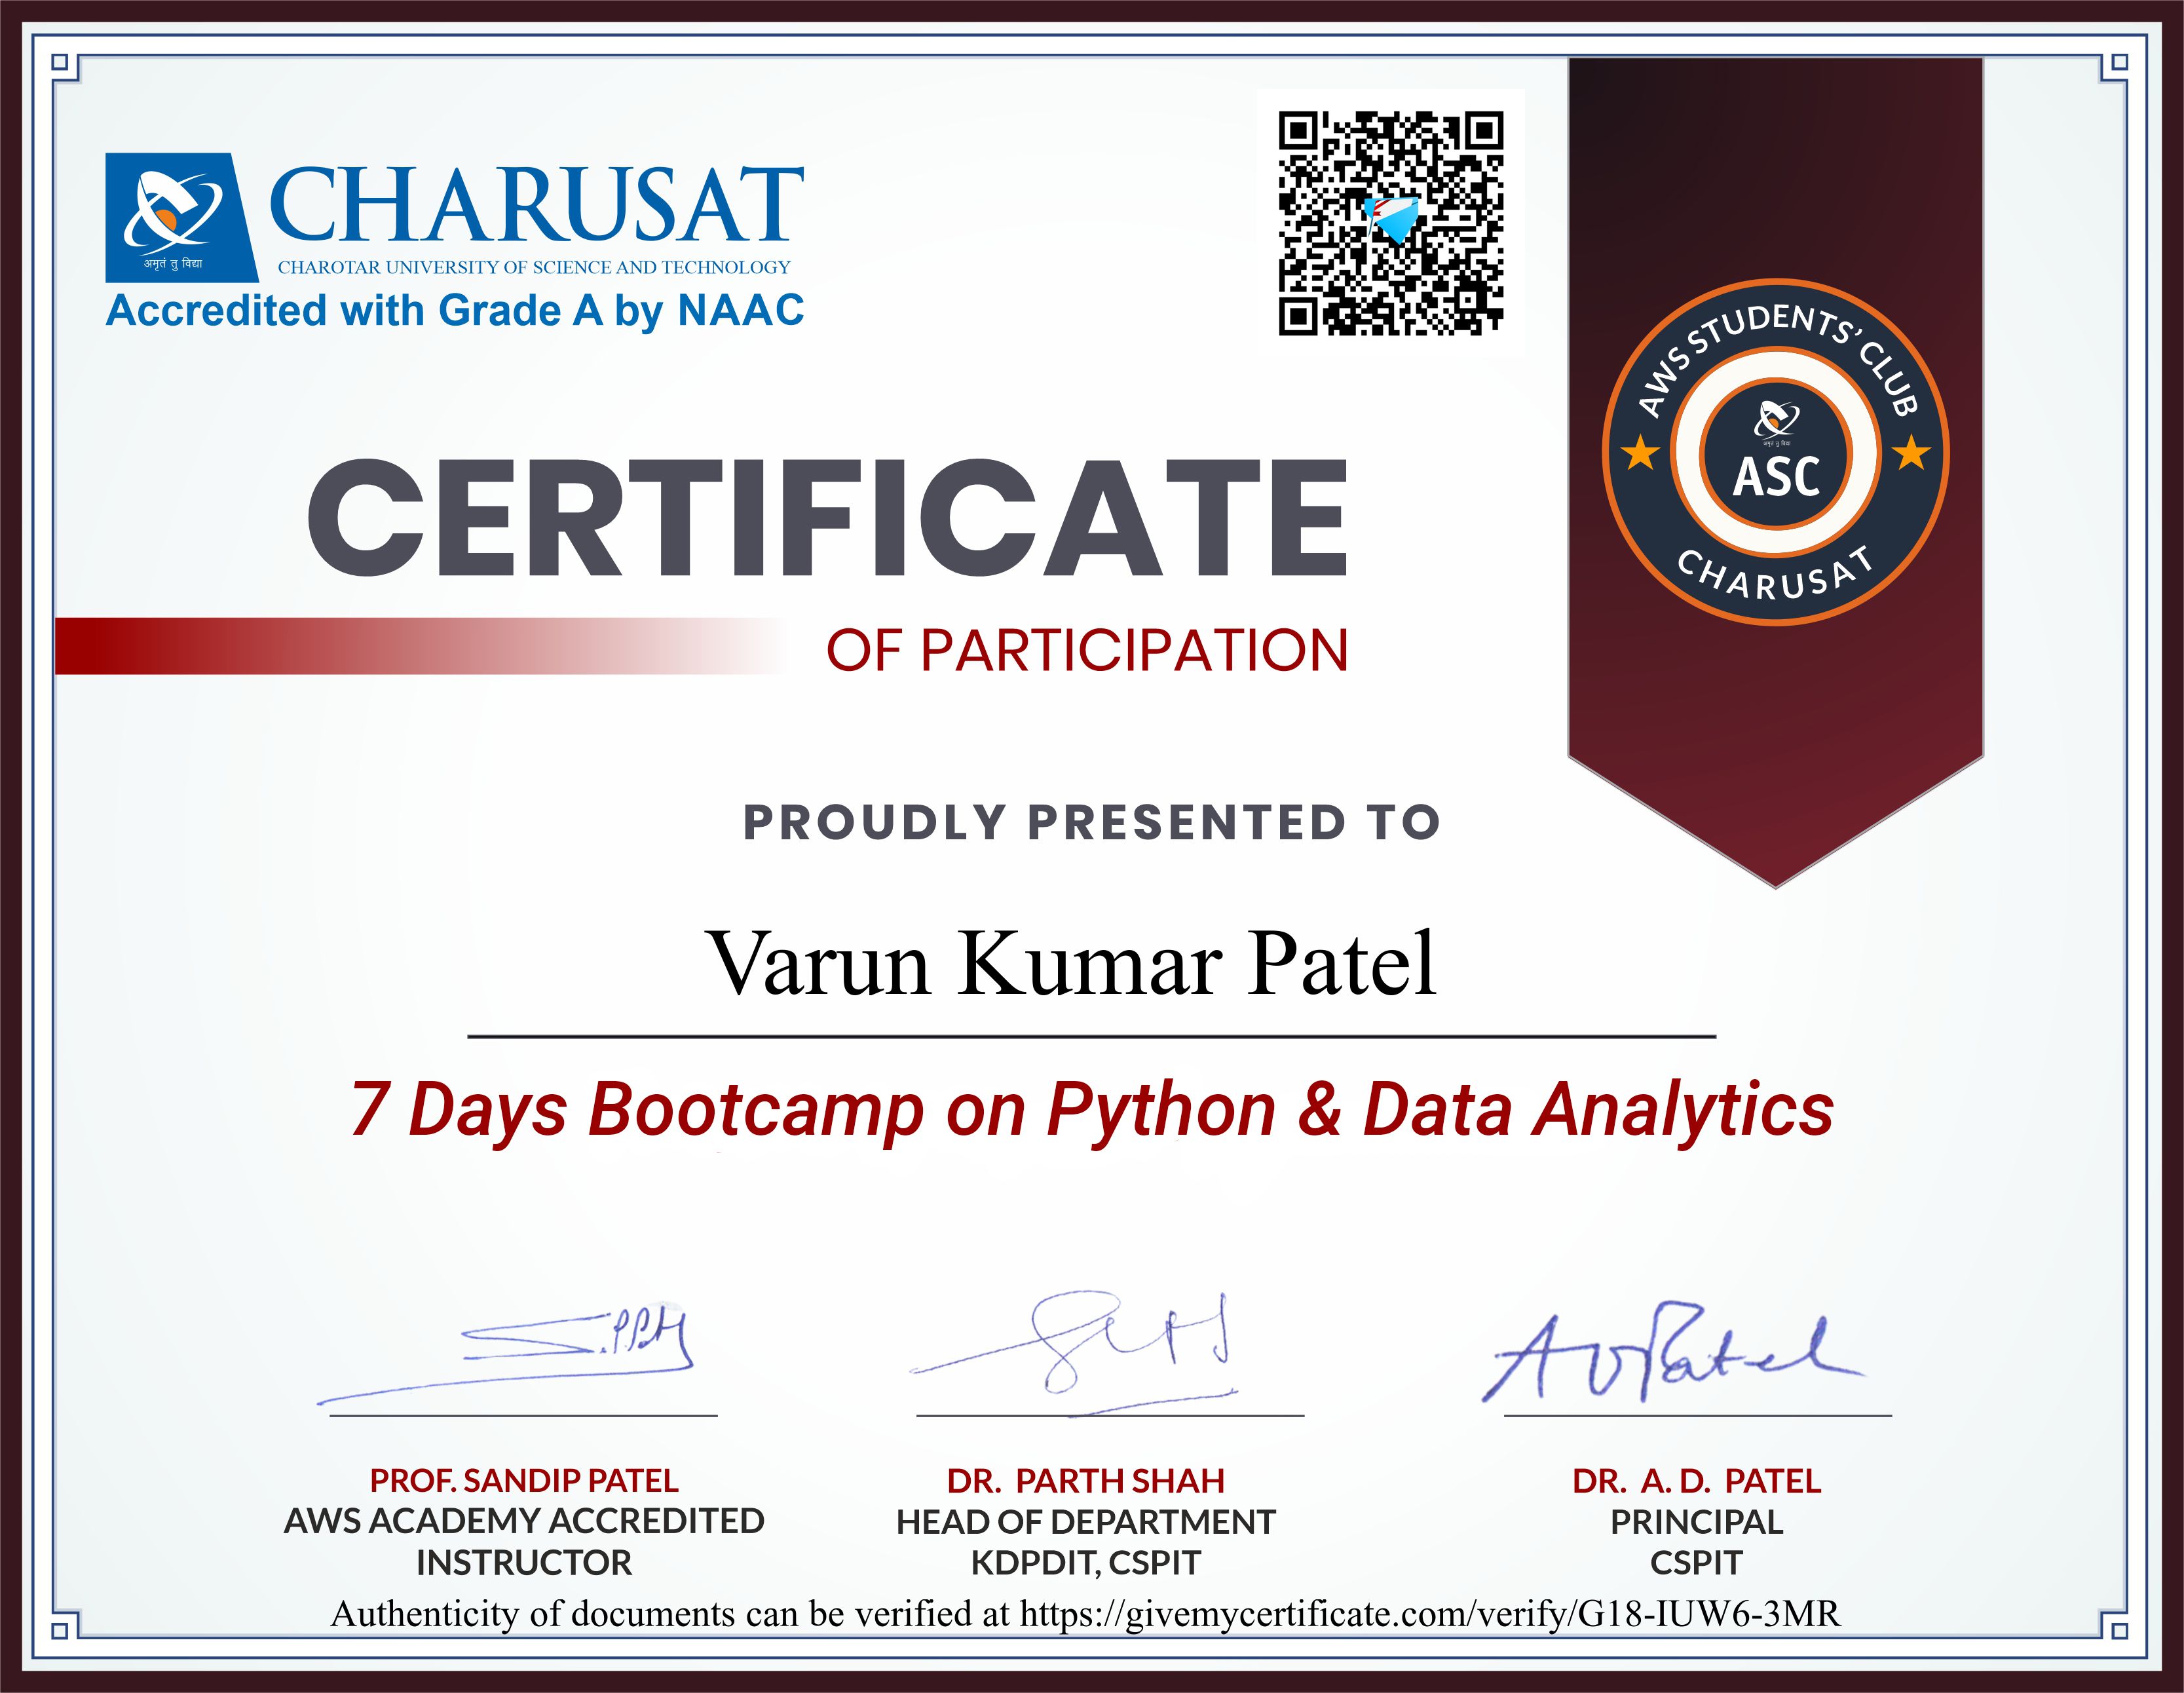 CHARUSAT
अमृतं तु विद्या
CHAROTAR UNIVERSITY OF SCIENCE AND TECHNOLOGY
Accredited with Grade A by NAAC
AWS STUDENTS’ CLUB
अमृतं तु विद्या
ASC
CHARUSAT
CERTIFICATE
OF PARTICIPATION
PROUDLY PRESENTED TO
Varun Kumar Patel
7 Days Bootcamp on Python & Data Analytics
A D Patel
PROF. SANDIP PATEL
AWS ACADEMY ACCREDITED
INSTRUCTOR
DR. PARTH SHAH
HEAD OF DEPARTMENT
KDPDIT, CSPIT
DR. A. D. PATEL
PRINCIPAL
CSPIT
Authenticity of documents can be verified at https://givemycertificate.com/verify/G18-IUW6-3MR